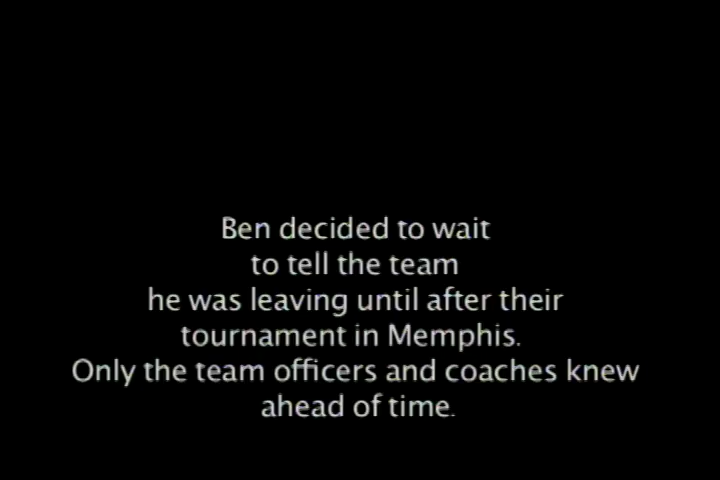 Ben decided to wait
to tell the team
he was leaving until after their
tournament in Memphis.
Only the team officers and coaches knew
ahead of time.